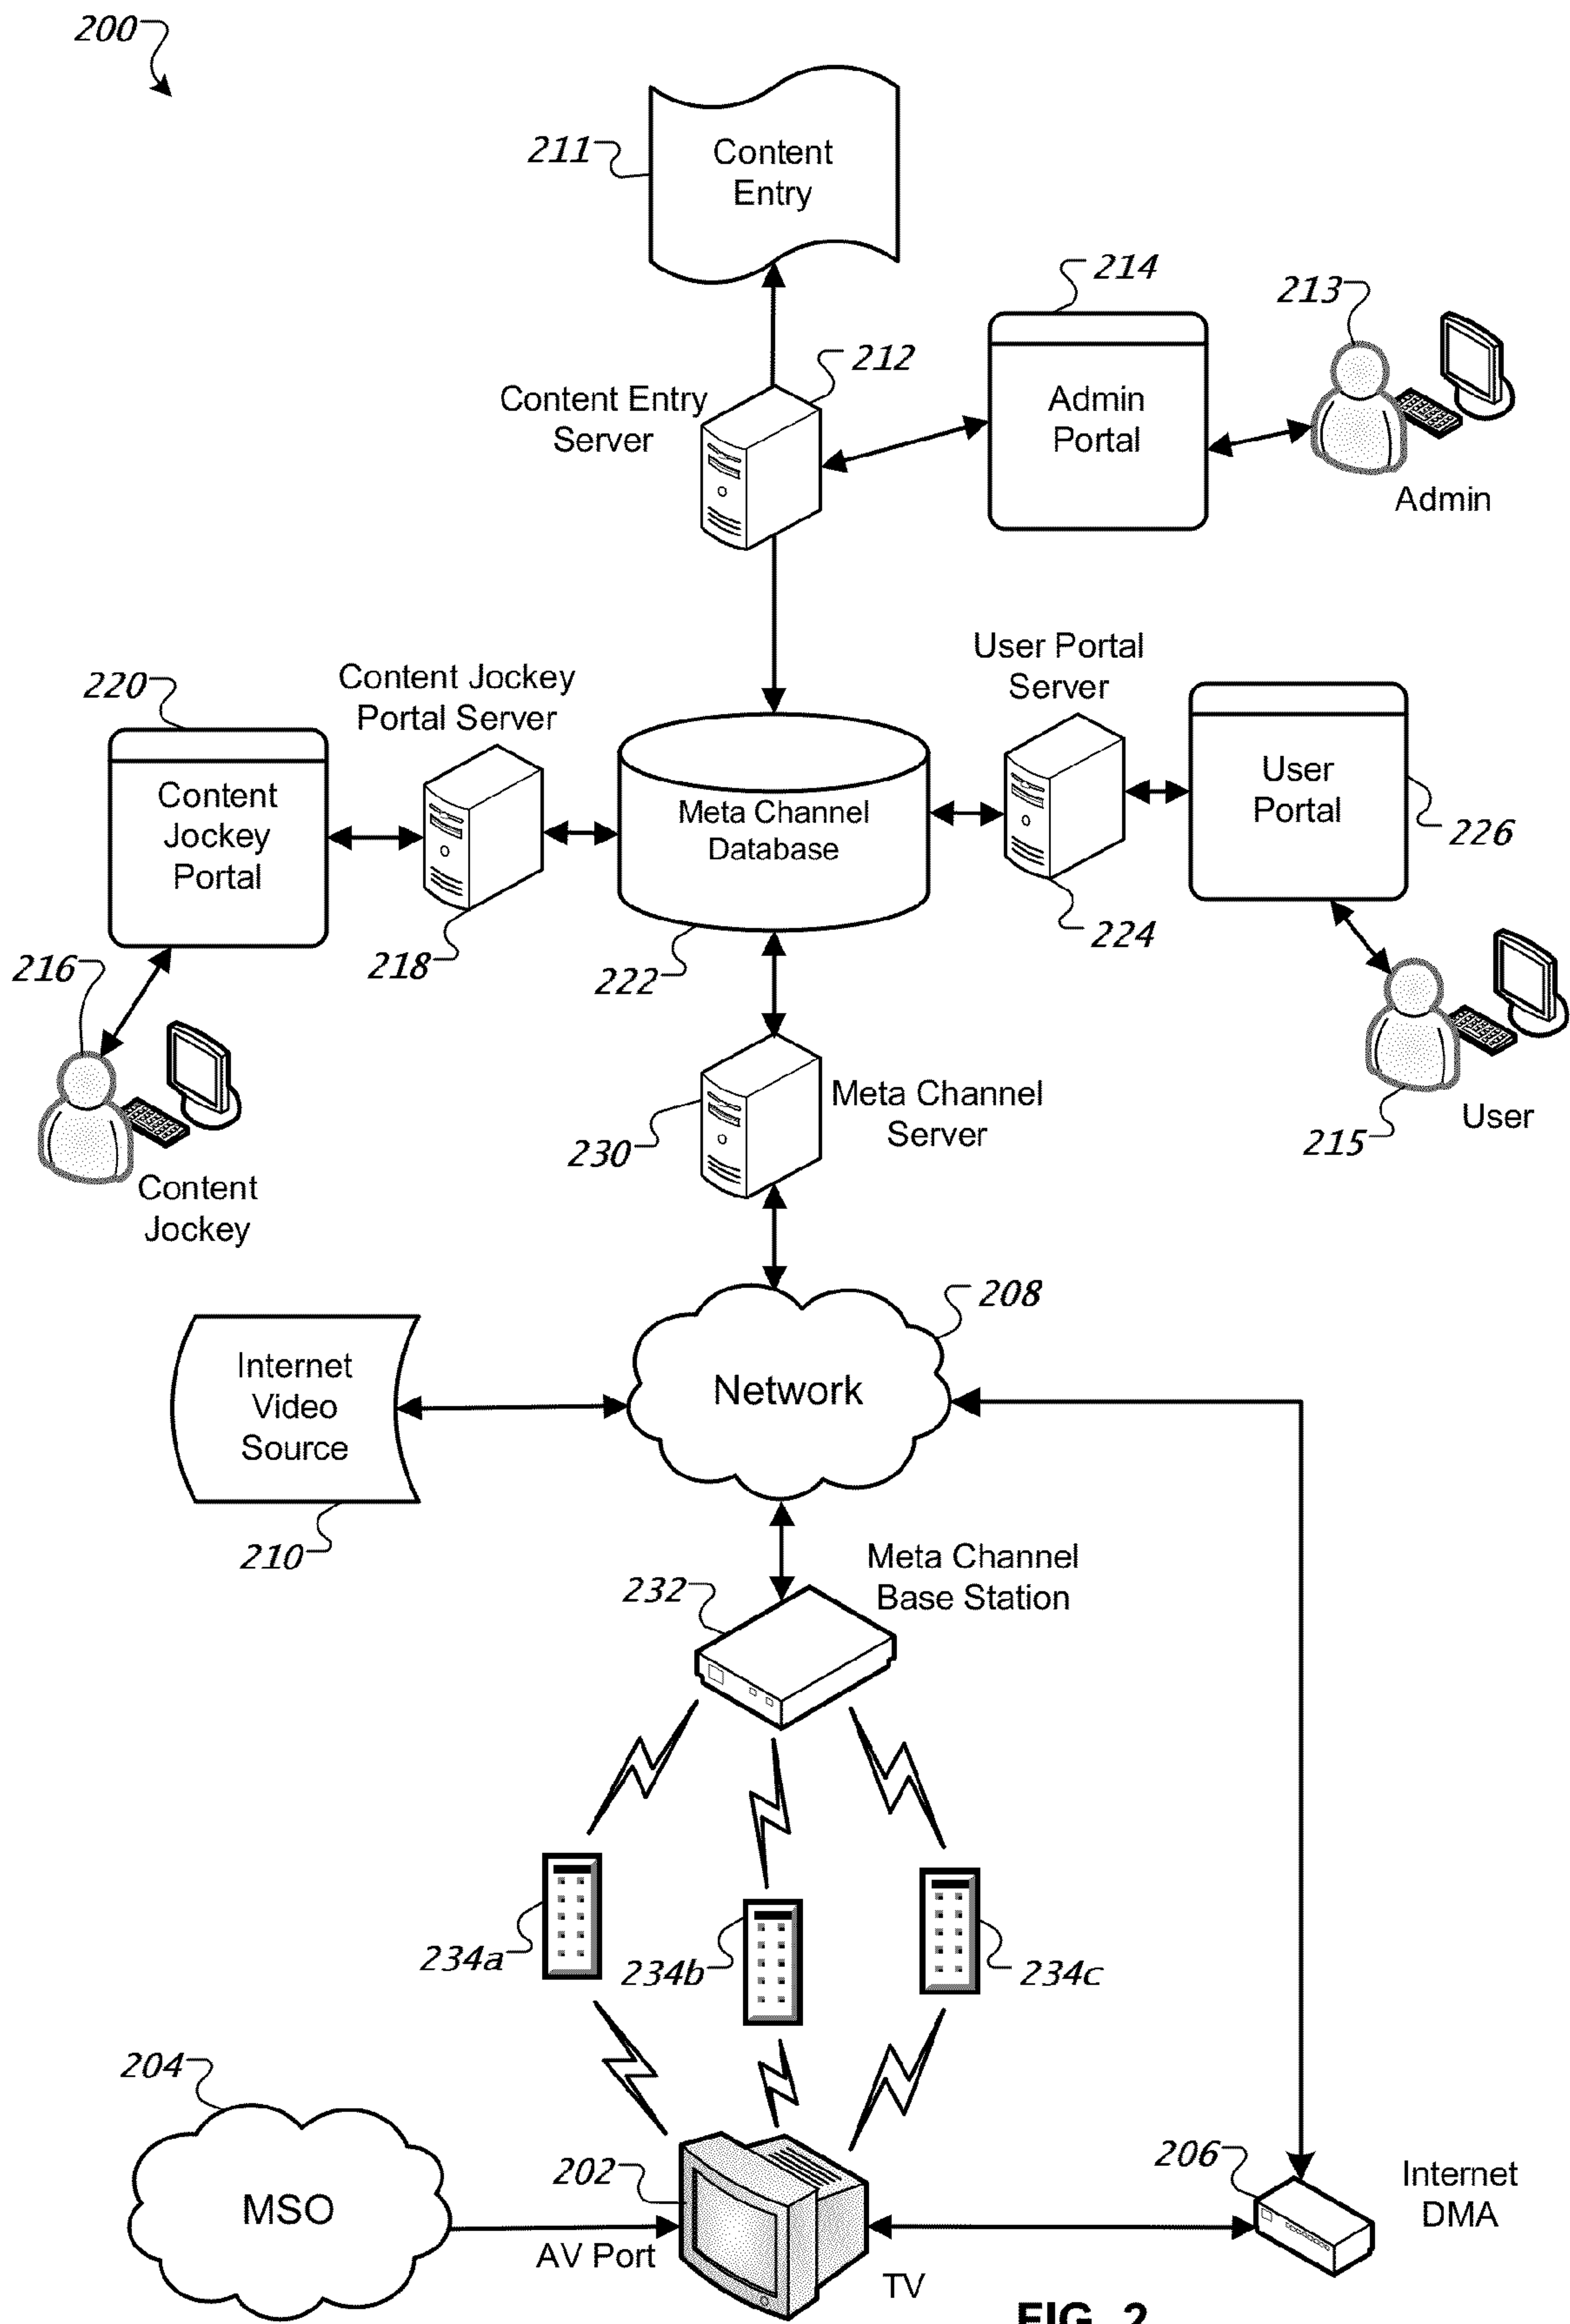 200
211
Content
Entry
214
213
212
Content Entry
Server
Admin
Portal
Admin
User Portal
Server
220
Content Jockey
Portal Server
Content
Jockey
Portal
Meta Channel
Database
User
Portal
226
216
218
222
224
230
Meta Channel
Server
215
User
Content
Jockey
208
Internet
Video
Source
Network
210
232
Meta Channel
Base Station
234a
234b
234c
204
MSO
202
AV Port
TV
206
Internet
DMA
FIG. 2